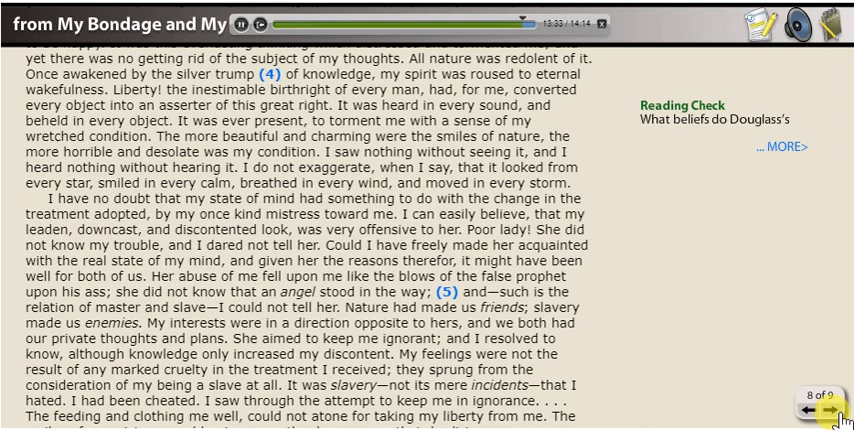 from My Bondage and My
13:33 / 14:14
yet there was no getting rid of the subject of my thoughts. All nature was redolent of it.
Once awakened by the silver trump (4) of knowledge, my spirit was roused to eternal
wakefulness. Liberty! the inestimable birthright of every man, had, for me, converted
every object into an asserter of this great right. It was heard in every sound, and
beheld in every object. It was ever present, to torment me with a sense of my
wretched condition. The more beautiful and charming were the smiles of nature, the
more horrible and desolate was my condition. I saw nothing without seeing it, and I
heard nothing without hearing it. I do not exaggerate, when I say, that it looked from
every star, smiled in every calm, breathed in every wind, and moved in every storm.
I have no doubt that my state of mind had something to do with the change in the
treatment adopted, by my once kind mistress toward me. I can easily believe, that my
leaden, downcast, and discontented look, was very offensive to her. Poor lady! She did
not know my trouble, and I dared not tell her. Could I have freely made her acquainted
with the real state of my mind, and given her the reasons therefor, it might have been
well for both of us. Her abuse of me fell upon me like the blows of the false prophet
upon his ass; she did not know that an angel stood in the way; (5) and—such is the
relation of master and slave—I could not tell her. Nature had made us friends; slavery
made us enemies. My interests were in a direction opposite to hers, and we both had
our private thoughts and plans. She aimed to keep me ignorant; and I resolved to
know, although knowledge only increased my discontent. My feelings were not the
result of any marked cruelty in the treatment I received; they sprung from the
consideration of my being a slave at all. It was slavery—not its mere incidents—that I
hated. I had been cheated. I saw through the attempt to keep me in ignorance. . . .
The feeding and clothing me well, could not atone for taking my liberty from me. The
Reading Check
What beliefs do Douglass's
... MORE>
8 of 9